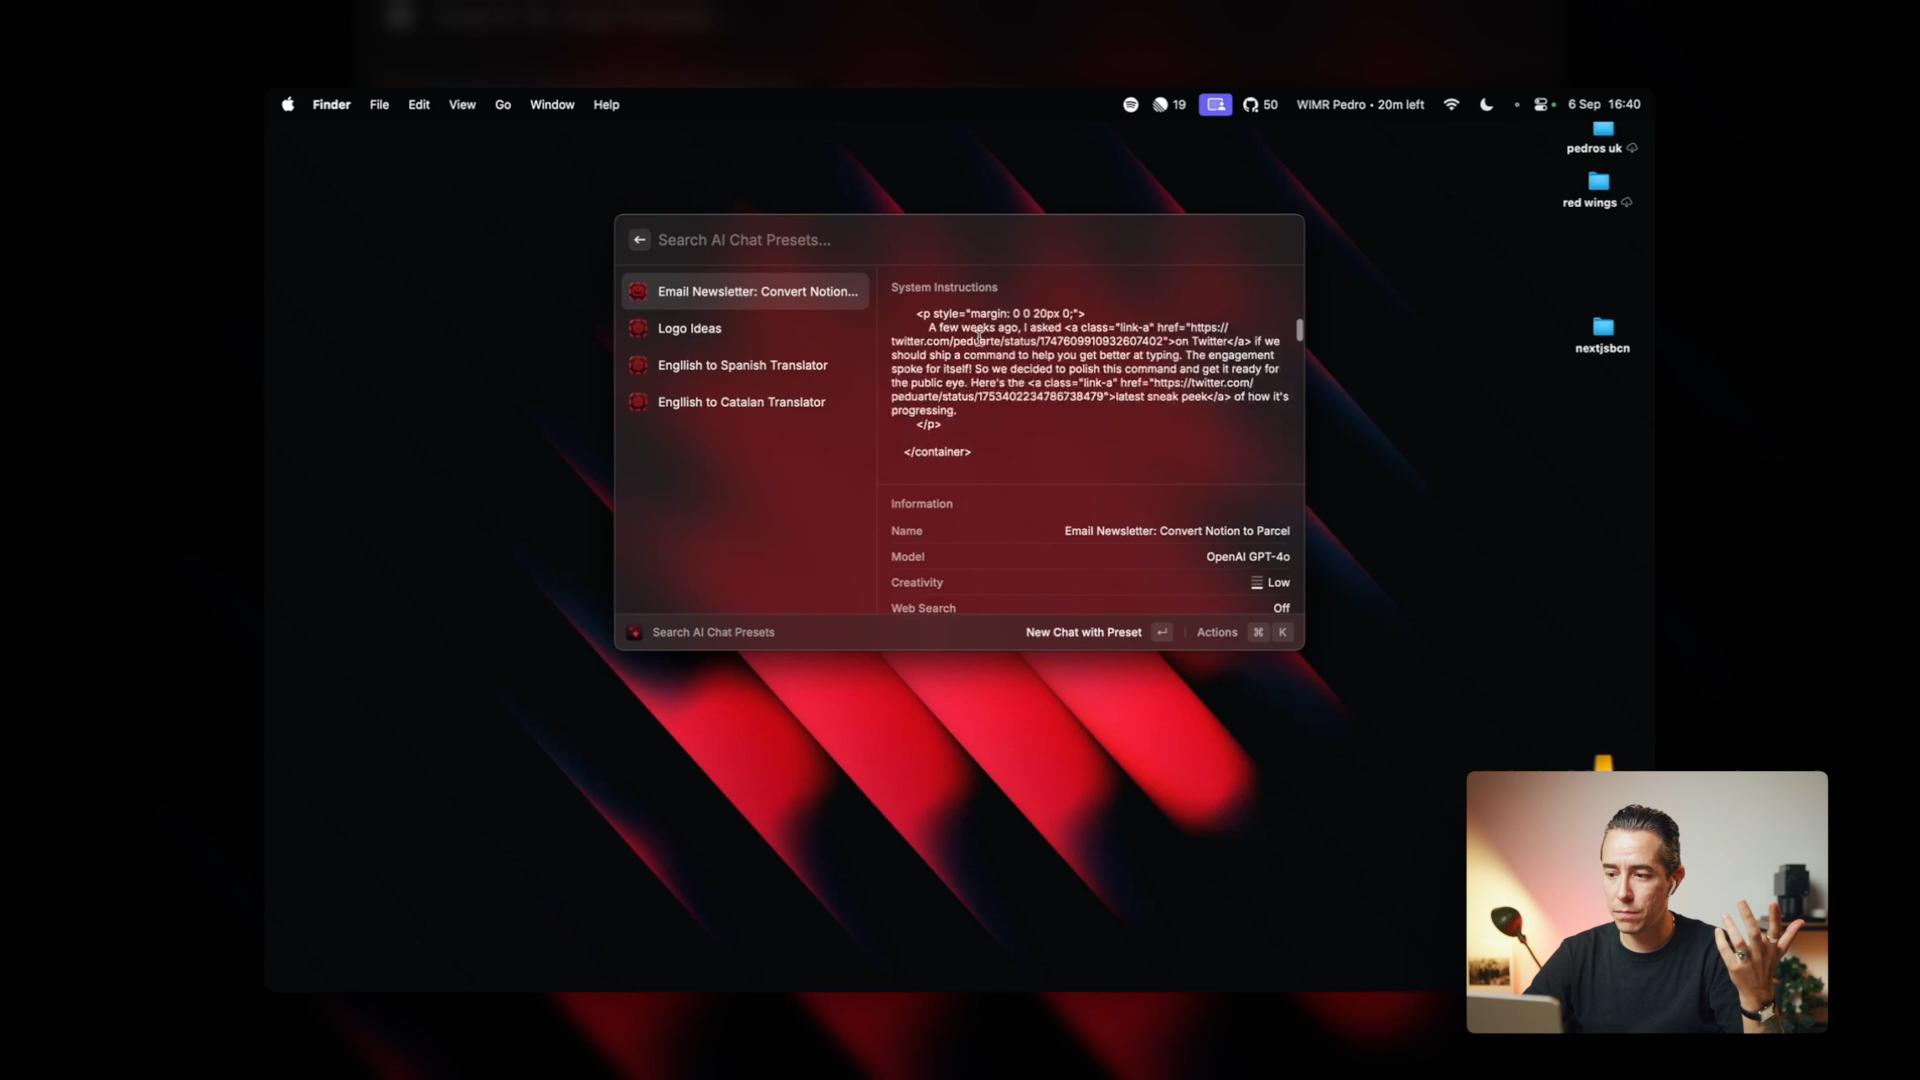 Finder File Edit View Go Window Help 19 50 WIMR Pedro • 20m left 6 Sep 16:40
pedros uk
red wings
nextjsbcn
Search AI Chat Presets...
Email Newsletter: Convert Notion...
Logo Ideas
Engllish to Spanish Translator
Engllish to Catalan Translator
System Instructions
<p style="margin: 0 0 20px 0;">
A few weeks ago, I asked <a class="link-a" href="https://
twitter.com/peduarte/status/1747609910932607402">on Twitter</a> if we
should ship a command to help you get better at typing. The engagement
spoke for itself! So we decided to polish this command and get it ready for
the public eye. Here's the <a class="link-a" href="https://twitter.com/
peduarte/status/1753402234786738479">latest sneak peek</a> of how it's
progressing.
</p>
</container>
Information
Name Email Newsletter: Convert Notion to Parcel
Model OpenAI GPT-4o
Creativity Low
Web Search Off
Search AI Chat Presets New Chat with Preset Actions ⌘ K